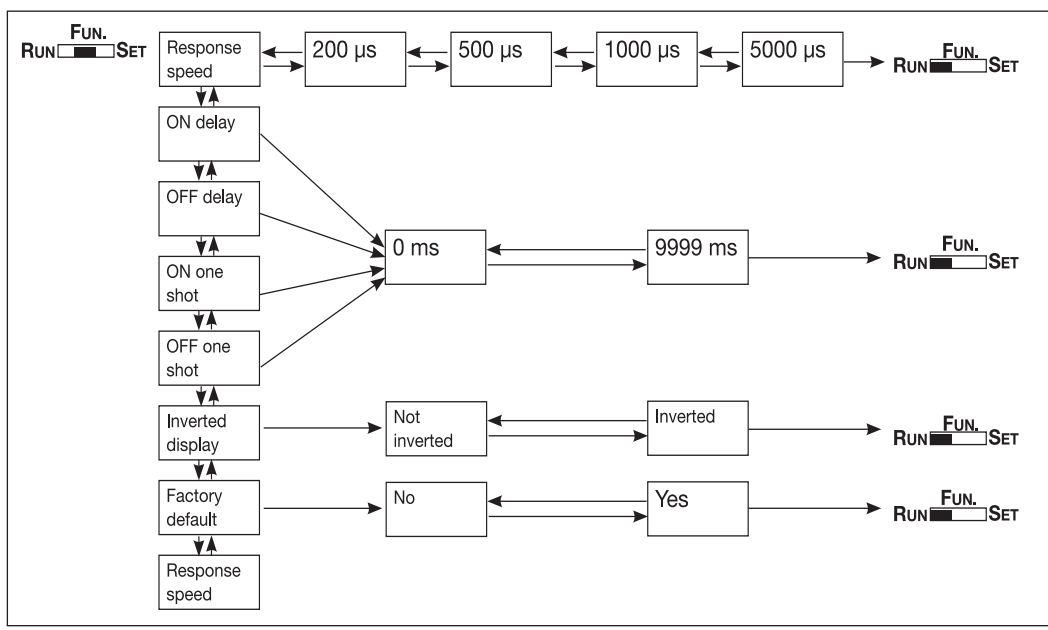 FUN.
RUN SET
Response
speed
200 µs
500 µs
1000 µs
5000 µs
FUN.
RUN SET
ON delay
OFF delay
ON one
shot
OFF one
shot
0 ms
9999 ms
FUN.
RUN SET
Inverted
display
Not
inverted
Inverted
FUN.
RUN SET
Factory
default
No
Yes
FUN.
RUN SET
Response
speed